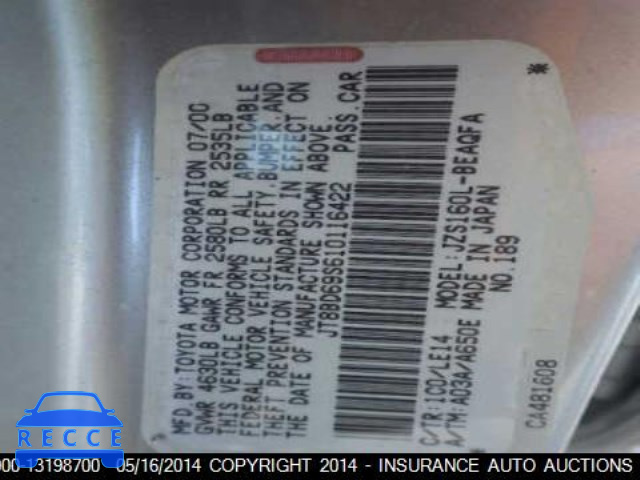 MFD BY: TOYOTA MOTOR CORPORATION 07/00
GVWR 4630LB GAWR FR 2580LB RR 2535LB
THIS VEHICLE CONFORMS TO ALL APPLICABLE
FEDERAL MOTOR VEHICLE SAFETY, BUMPER, AND
THEFT PREVENTION STANDARDS IN EFFECT ON
THE DATE OF MANUFACTURE SHOWN ABOVE.
JT8BD69S610116422 PASS. CAR
C/TR: 1C0/LE14 MODEL: JZS160L-BEAQFA
A/TM: A03A/A650E MADE IN JAPAN
NO. 189
CA481608
RECCE
000-13198700 05/16/2014 COPYRIGHT 2014 - INSURANCE AUTO AUCTIONS